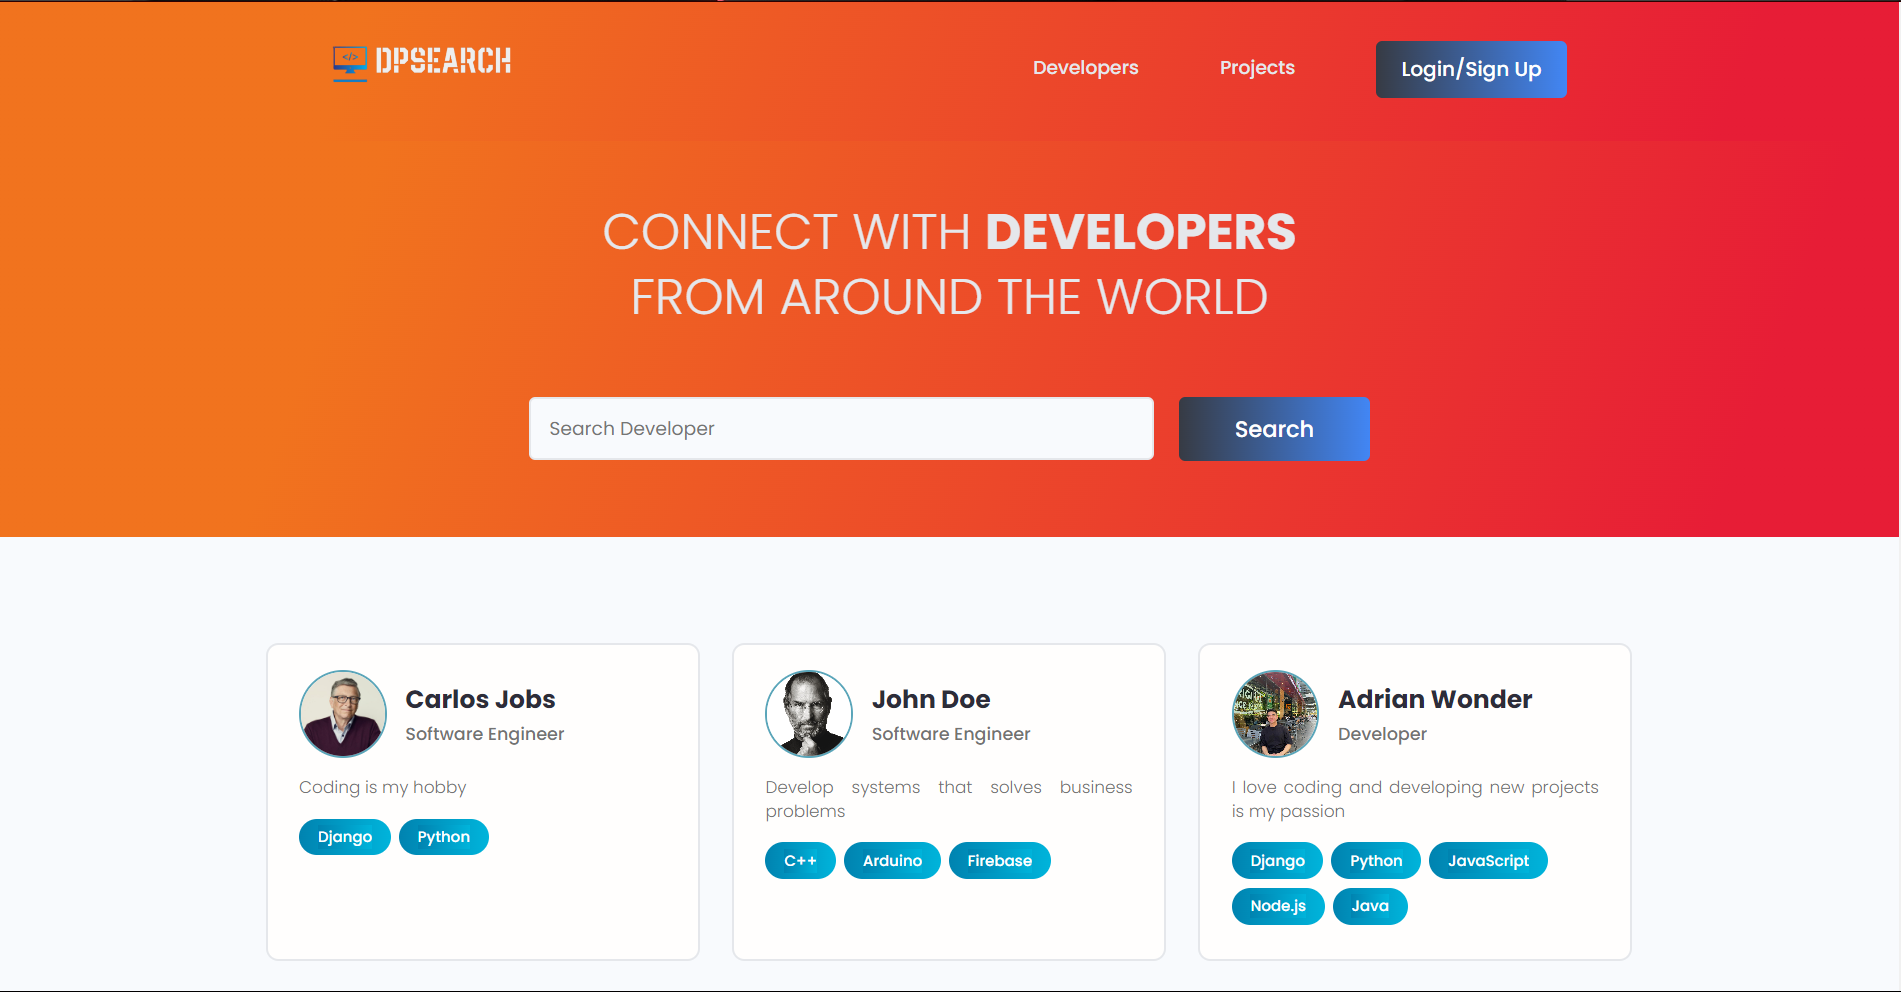 </> DPSEARCH
Developers
Projects
Login/Sign Up
CONNECT WITH DEVELOPERS
FROM AROUND THE WORLD
Search Developer
Search
Carlos Jobs
Software Engineer
Coding is my hobby
Django Python
John Doe
Software Engineer
Develop systems that solves business
problems
C++ Arduino Firebase
Adrian Wonder
Developer
I love coding and developing new projects
is my passion
Django Python JavaScript
Node.js Java